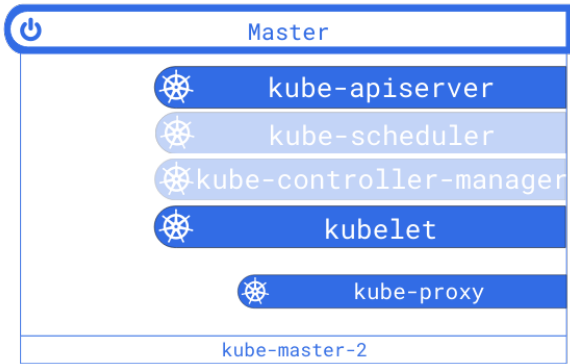 Master
kube-apiserver
kube-scheduler
kube-controller-manager
kubelet
kube-proxy
kube-master-2